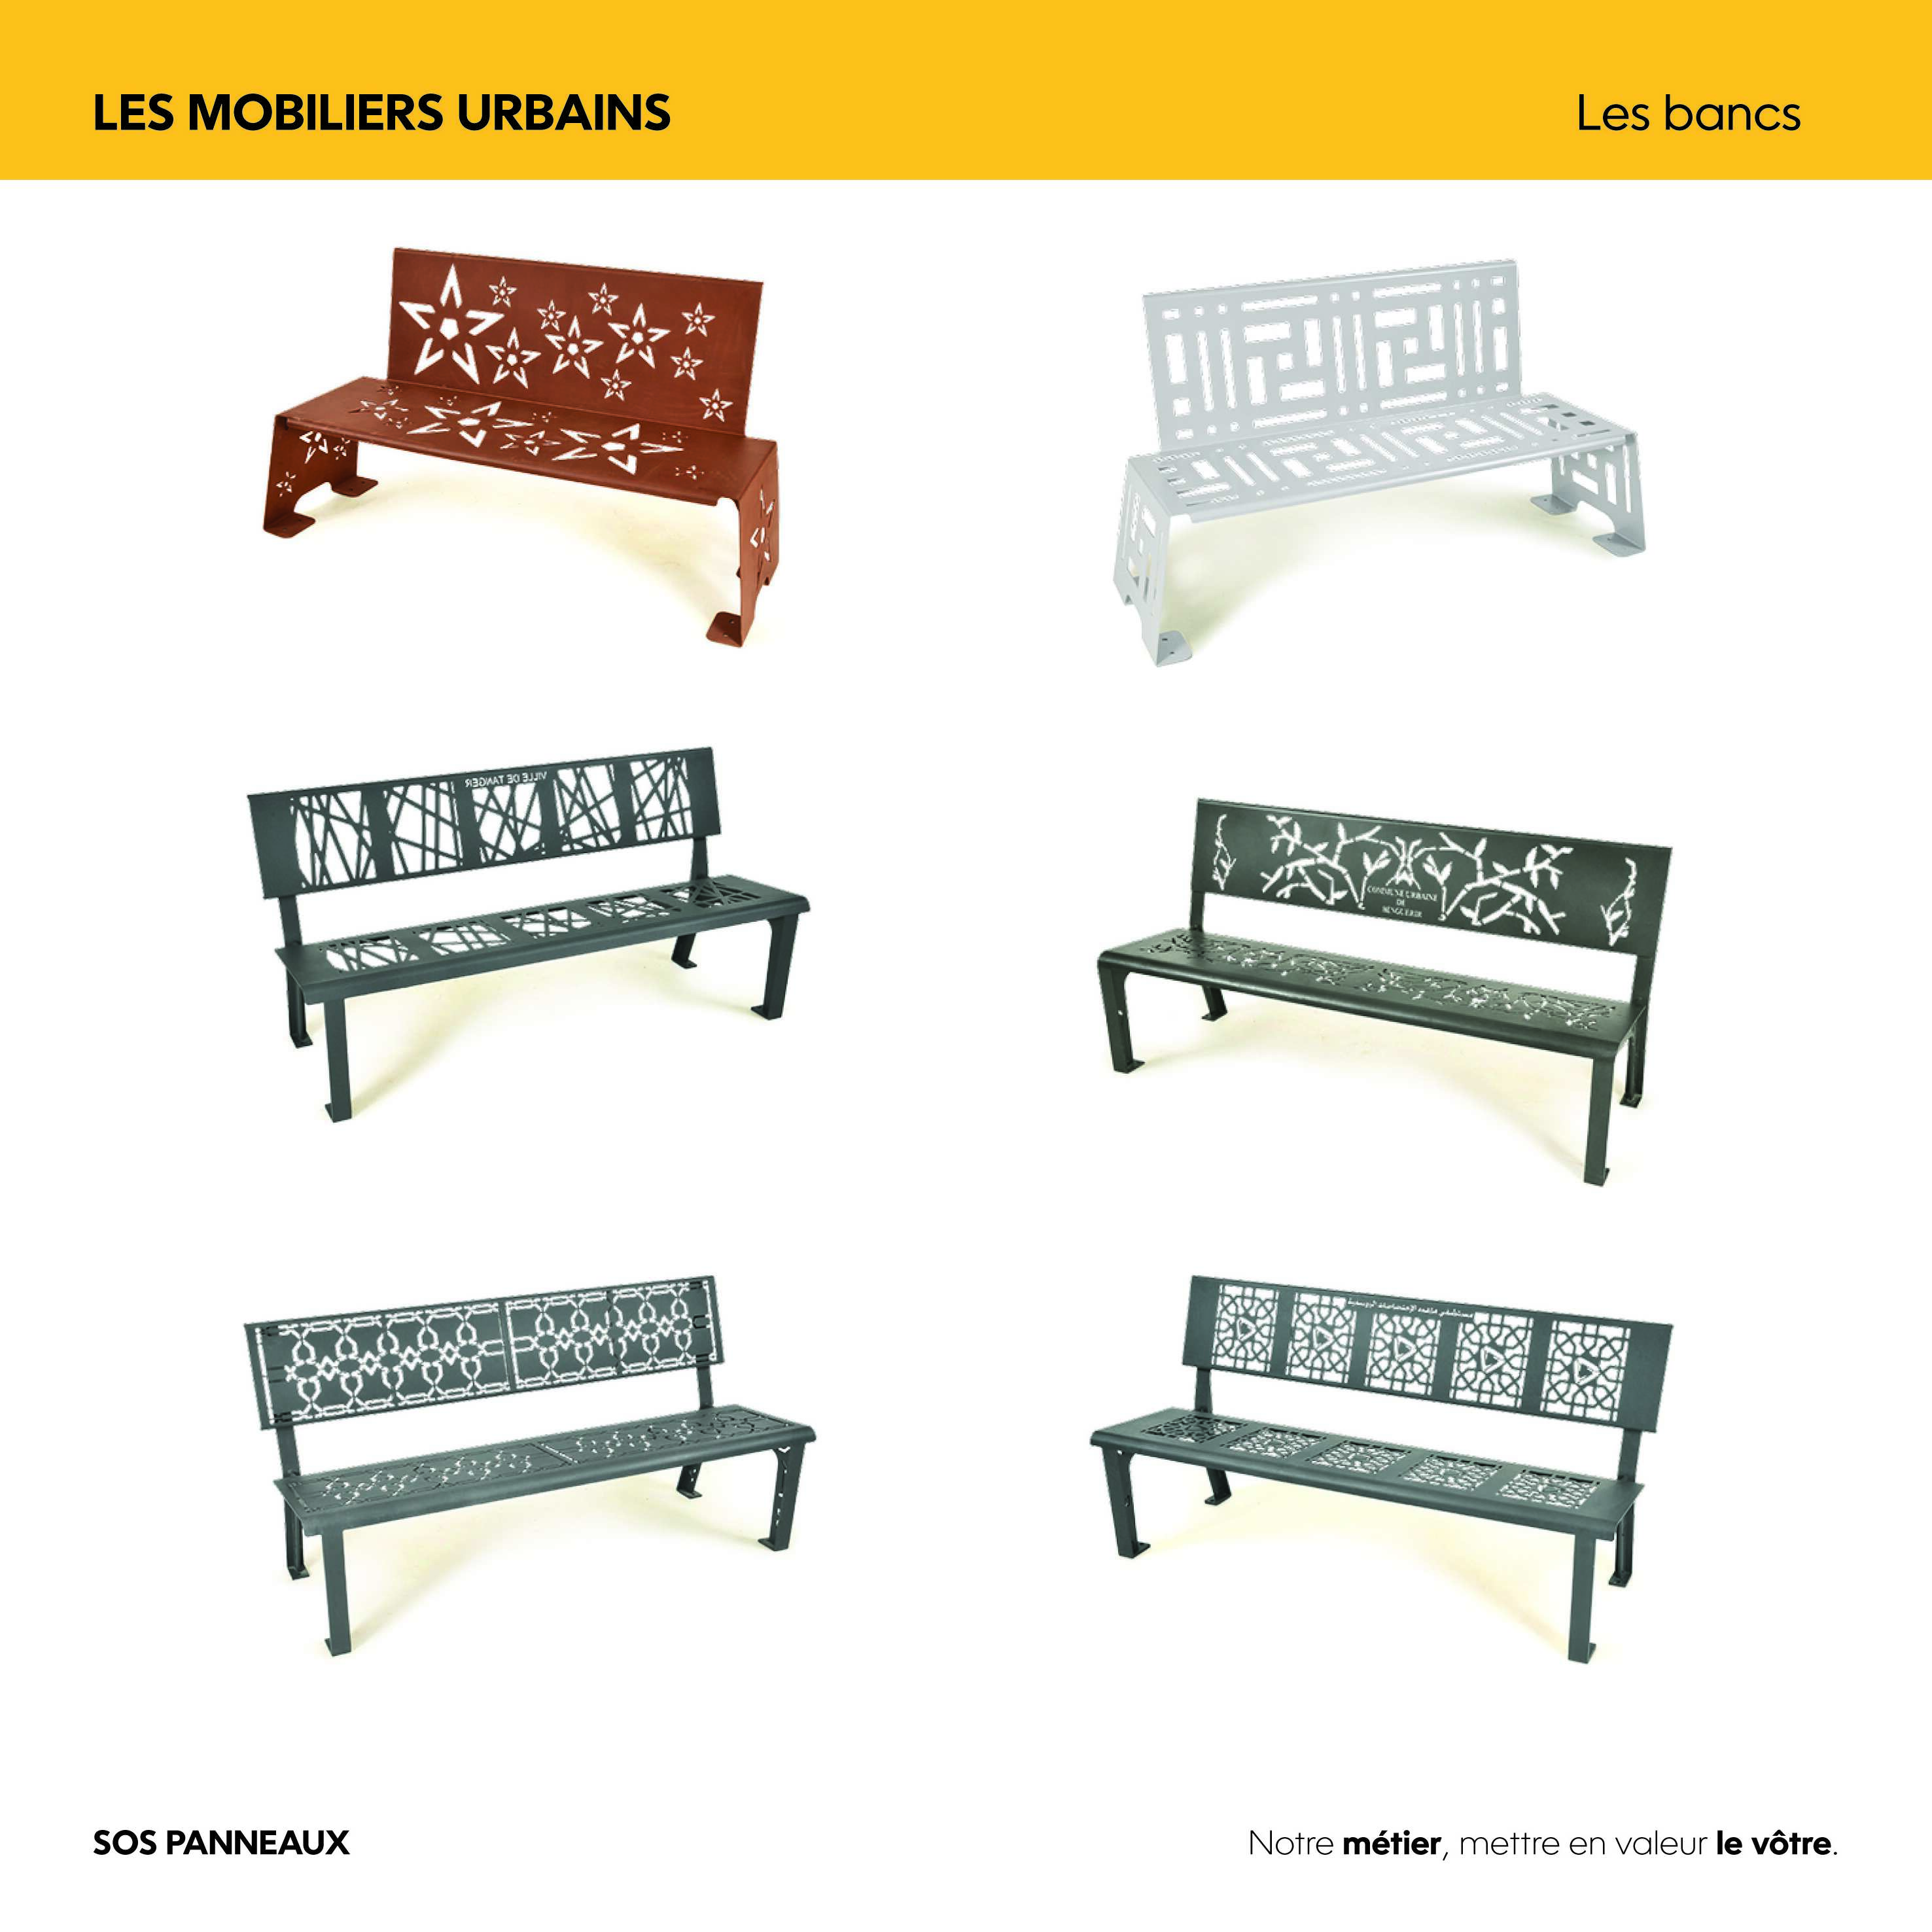 LES MOBILIERS URBAINS
Les bancs
VILLE DE TANGER
COMMUNE URBAINE
DE
BENGUERIR
SOS PANNEAUX
Notre métier, mettre en valeur le vôtre.